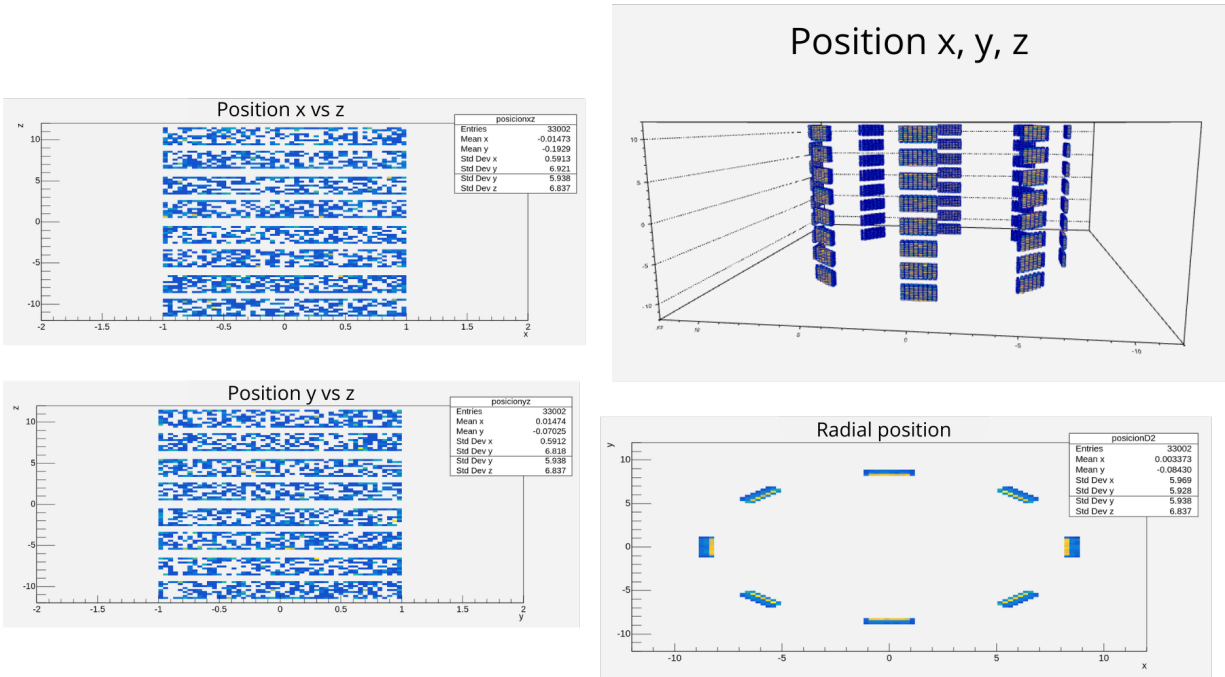 Position x, y, z
10
5
0
-5
-10
10
5
0
-5
-10
Position x vs z
z
10
5
0
-5
-10
-2
-1.5
-1
-0.5
0
0.5
1
1.5
2
x
posicionxz
Entries 33002
Mean x -0.01473
Mean y -0.1929
Std Dev x 0.5913
Std Dev y 6.921
Std Dev y 5.938
Std Dev z 6.837
Position y vs z
z
10
5
0
-5
-10
-2
-1.5
-1
-0.5
0
0.5
1
1.5
2
y
posicionyz
Entries 33002
Mean x 0.01474
Mean y -0.07025
Std Dev x 0.5912
Std Dev y 6.818
Std Dev y 5.938
Std Dev z 6.837
Radial position
y
10
5
0
-5
-10
-10
-5
0
5
10
x
posicionD2
Entries 33002
Mean x 0.003373
Mean y -0.08430
Std Dev x 5.969
Std Dev y 5.928
Std Dev y 5.938
Std Dev z 6.837